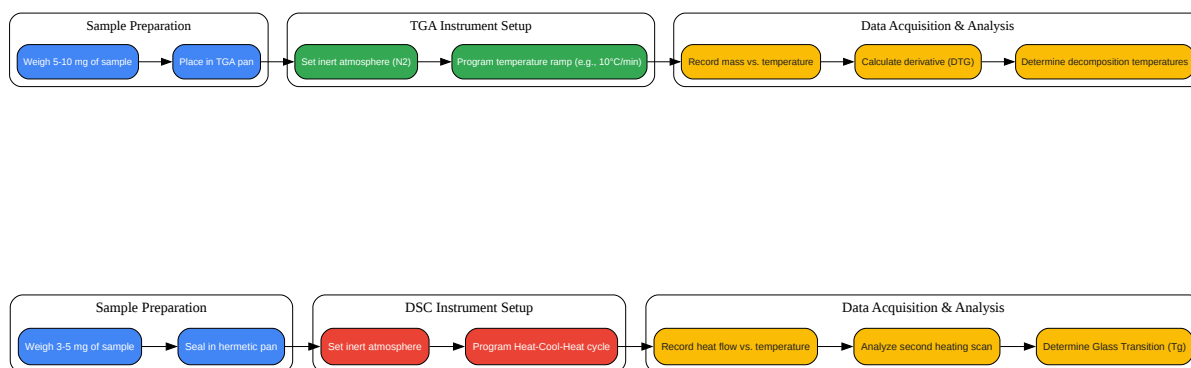 Sample Preparation
TGA Instrument Setup
Data Acquisition & Analysis
Weigh 5-10 mg of sample
Place in TGA pan
Set inert atmosphere (N2)
Program temperature ramp (e.g., 10°C/min)
Record mass vs. temperature
Calculate derivative (DTG)
Determine decomposition temperatures
Sample Preparation
DSC Instrument Setup
Data Acquisition & Analysis
Weigh 3-5 mg of sample
Seal in hermetic pan
Set inert atmosphere
Program Heat-Cool-Heat cycle
Record heat flow vs. temperature
Analyze second heating scan
Determine Glass Transition (Tg)